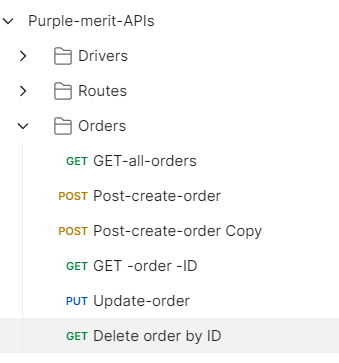 Purple-merit-APIs
Drivers
Routes
Orders
GET GET-all-orders
POST Post-create-order
POST Post-create-order Copy
GET GET -order -ID
PUT Update-order
GET Delete order by ID